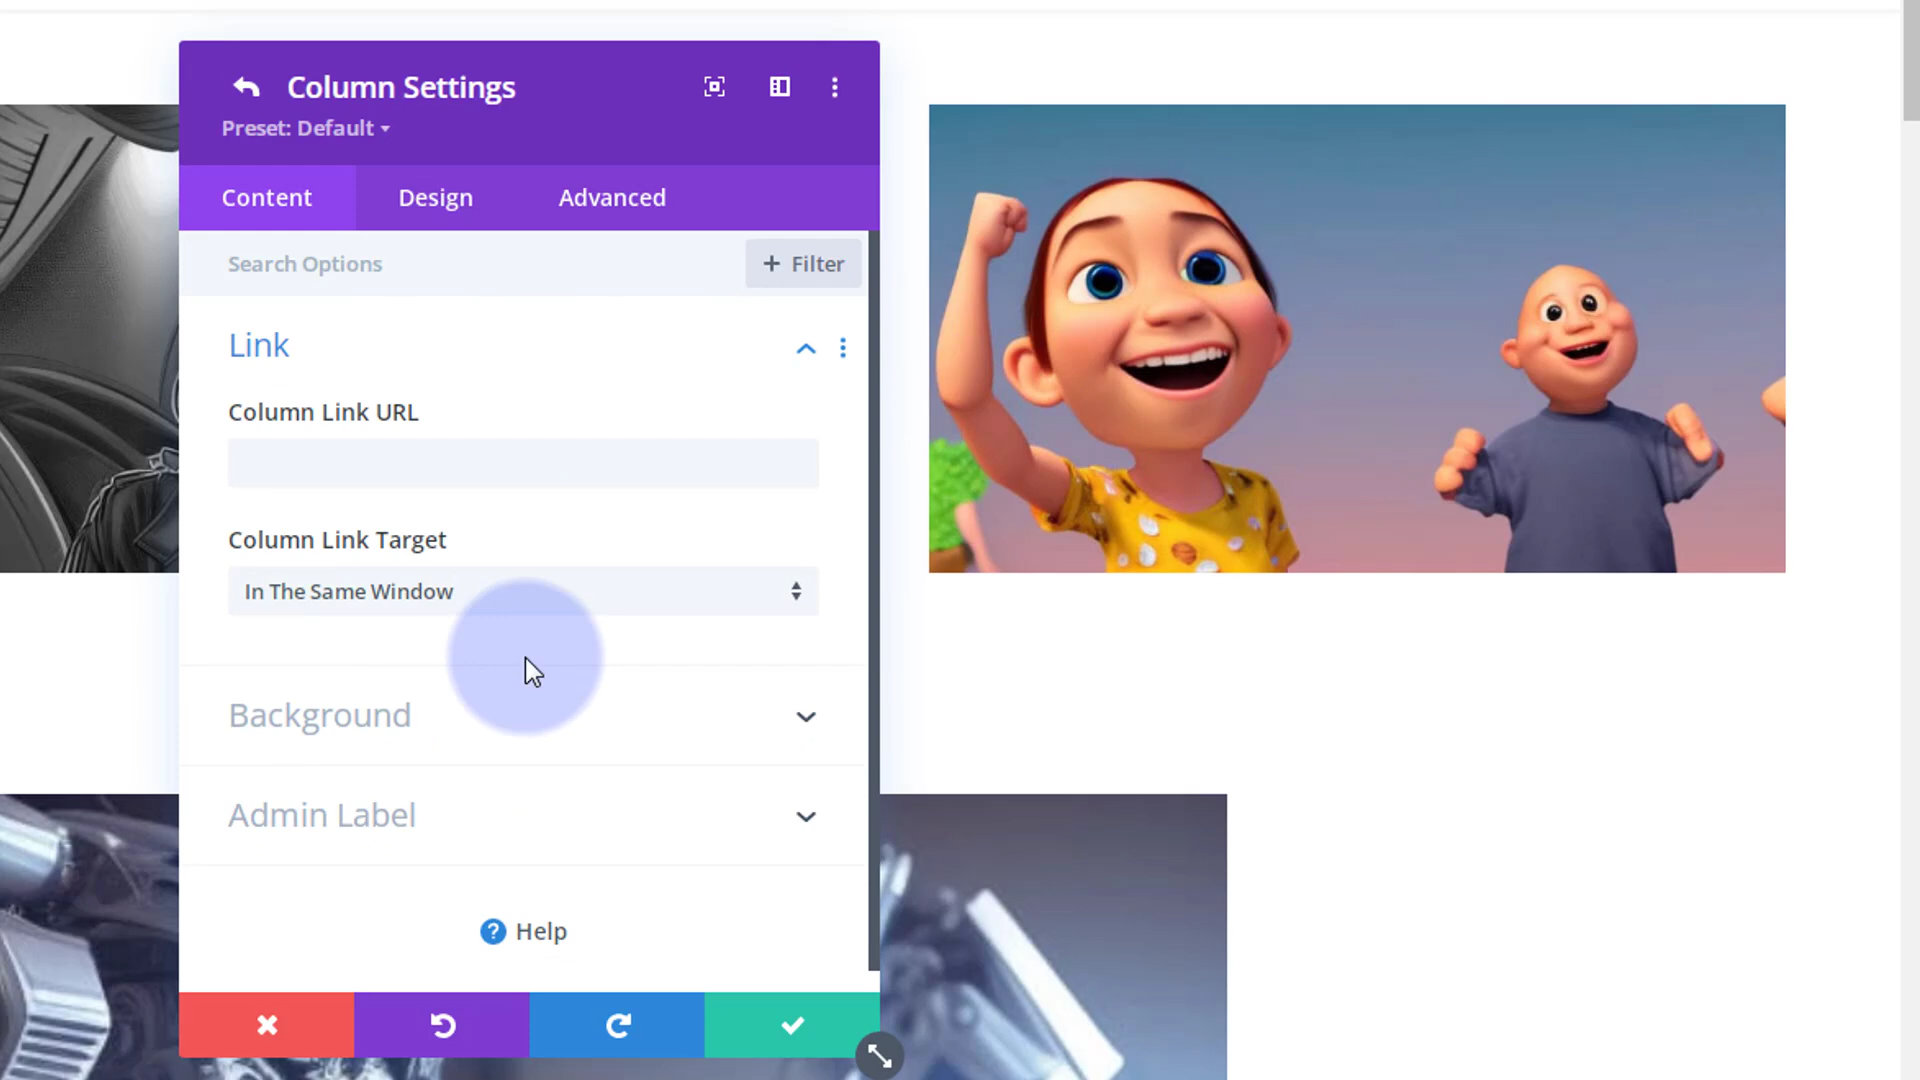 Column Settings
Preset: Default
Content Design Advanced
Search Options
+ Filter
Link
Column Link URL
Column Link Target
In The Same Window
Background
Admin Label
? Help